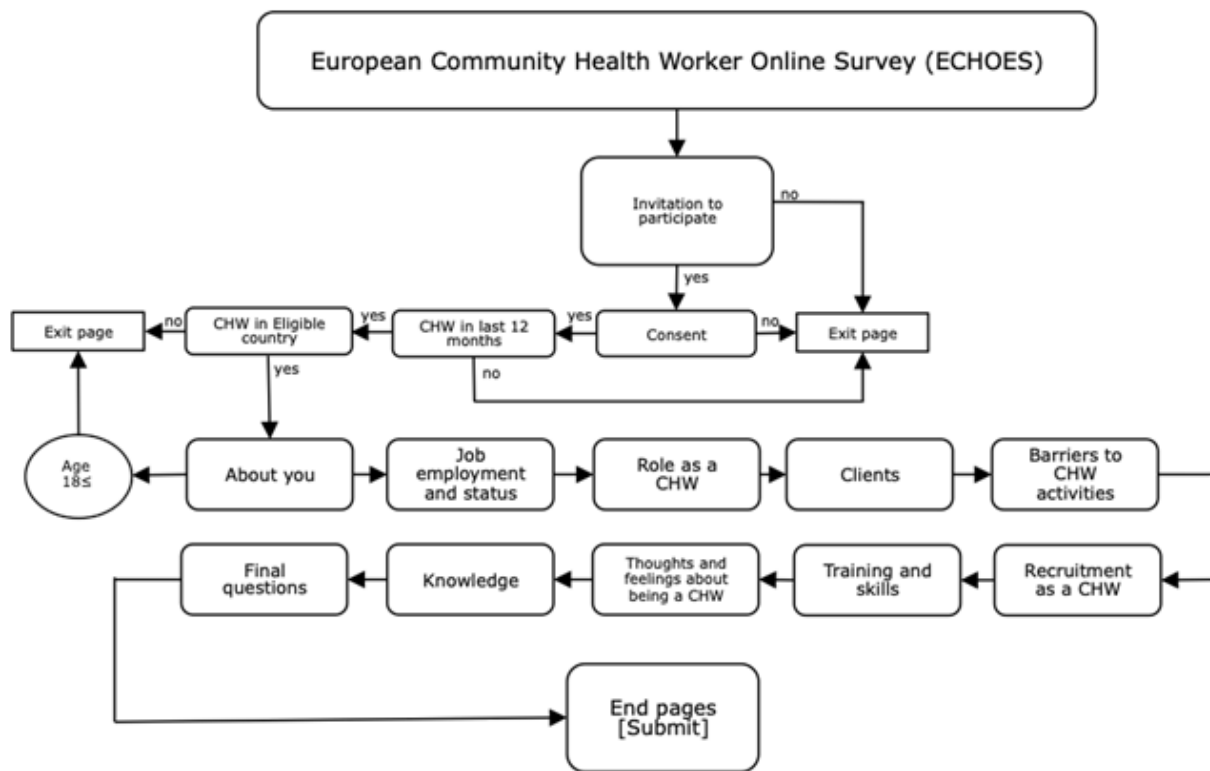 European Community Health Worker Online Survey (ECHOES)
Invitation to
participate
no
yes
Exit page
no
CHW in Eligible
country
yes
CHW in last 12
months
yes
Consent
no
Exit page
yes
no
Age
18≤
About you
Job
employment
and status
Role as a
CHW
Clients
Barriers to
CHW
activities
Final
questions
Knowledge
Thoughts and
feelings about
being a CHW
Training and
skills
Recruitment
as a CHW
End pages
[Submit]